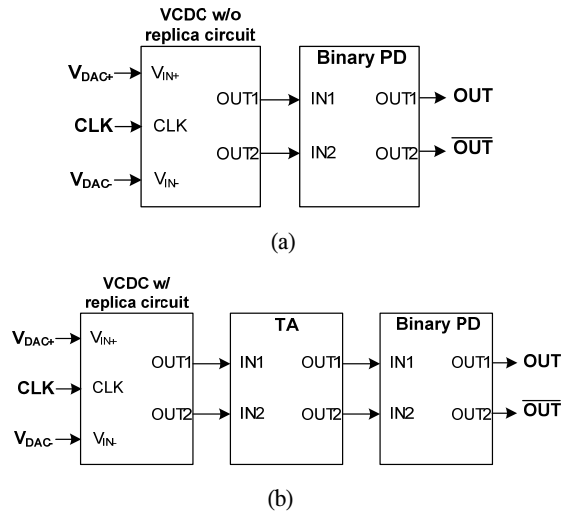 VCDC w/o
replica circuit
Binary PD
V_DAC+ V_IN+
OUT1 IN1 OUT1 OUT
CLK CLK
OUT2 IN2 OUT2 OUT
V_DAC- V_IN-
(a)
VCDC w/
replica circuit
TA Binary PD
V_DAC+ V_IN+
OUT1 IN1 OUT1 IN1 OUT1 OUT
CLK CLK
OUT2 IN2 OUT2 IN2 OUT2 OUT
V_DAC- V_IN-
(b)